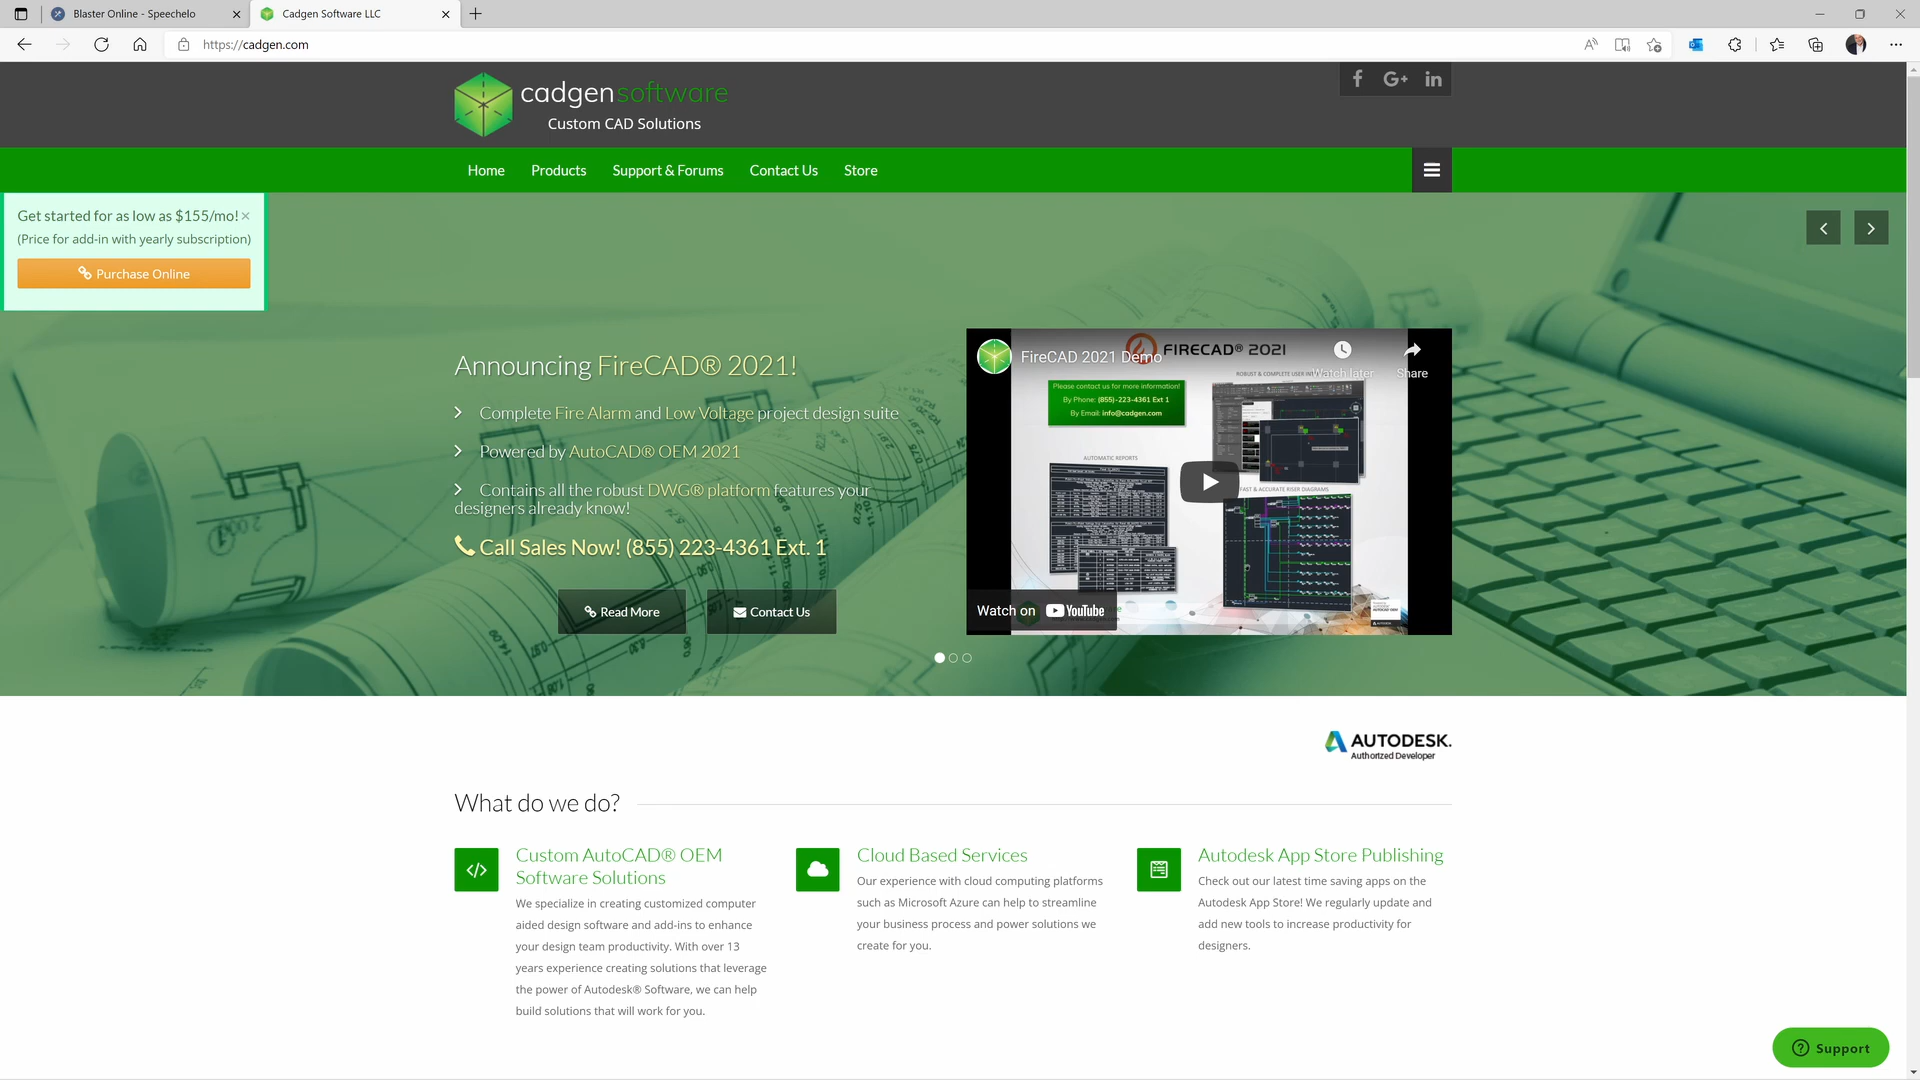 Blaster Online - Speechelo
Cadgen Software LLC
https://cadgen.com
cadgensoftware
Custom CAD Solutions
Home Products Support & Forums Contact Us Store
Get started for as low as $155/mo! ×
(Price for add-in with yearly subscription)
Purchase Online
Announcing FireCAD® 2021!
Complete Fire Alarm and Low Voltage project design suite
Powered by AutoCAD® OEM 2021
Contains all the robust DWG® platform features your
designers already know!
Call Sales Now! (855) 223-4361 Ext. 1
Read More
Contact Us
FireCAD 2021 Demo
FIRECAD® 2021
Watch later
Share
Please contact us for more information!
By Phone: (855)-223-4361 Ext 1
By Email: info@cadgen.com
AUTOMATIC REPORTS
FAST & ACCURATE RISER DIAGRAMS
Watch on YouTube
AUTODESK.
Authorized Developer
What do we do?
Custom AutoCAD® OEM
Software Solutions
We specialize in creating customized computer
aided design software and add-ins to enhance
your design team productivity. With over 13
years experience creating solutions that leverage
the power of Autodesk® Software, we can help
build solutions that will work for you.
Cloud Based Services
Our experience with cloud computing platforms
such as Microsoft Azure can help to streamline
your business process and power solutions we
create for you.
Autodesk App Store Publishing
Check out our latest time saving apps on the
Autodesk App Store! We regularly update and
add new tools to increase productivity for
designers.
Support